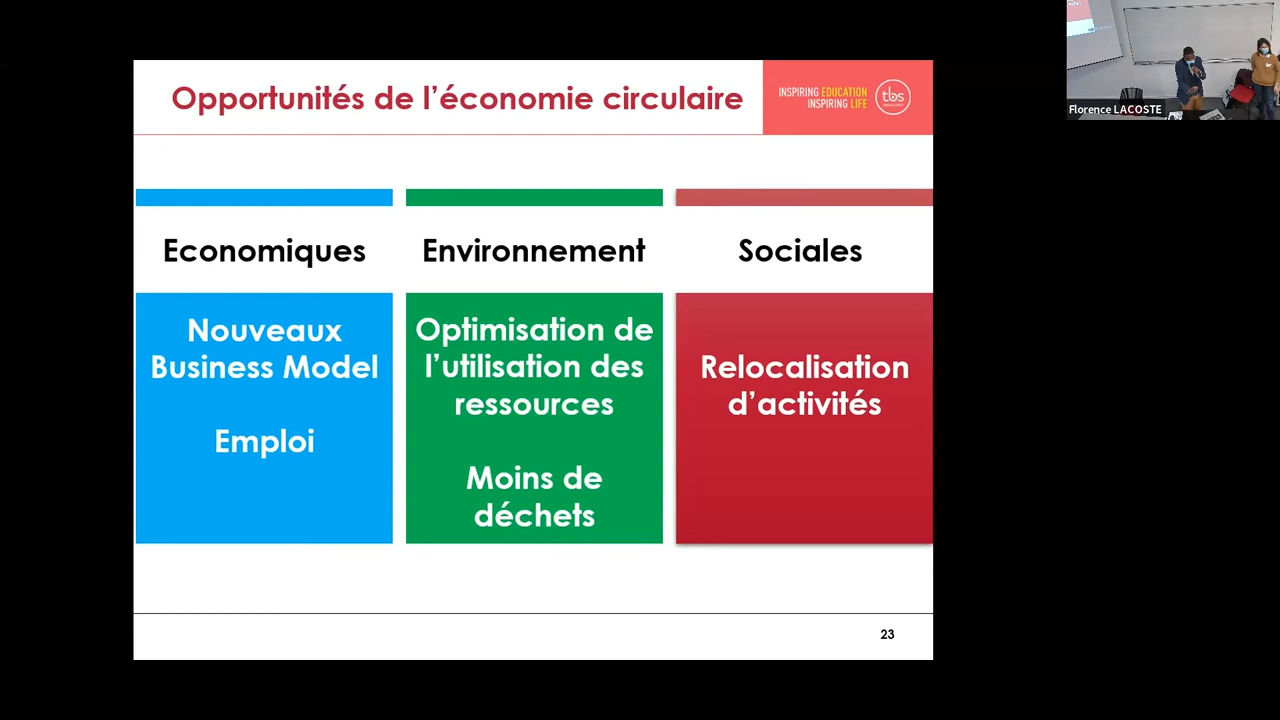 Opportunités de l'économie circulaire
INSPIRING EDUCATION
INSPIRING LIFE
tbs
Florence LACOSTE
Economiques
Nouveaux
Business Model
Emploi
Environnement
Optimisation de
l'utilisation des
ressources
Moins de
déchets
Sociales
Relocalisation
d'activités
23